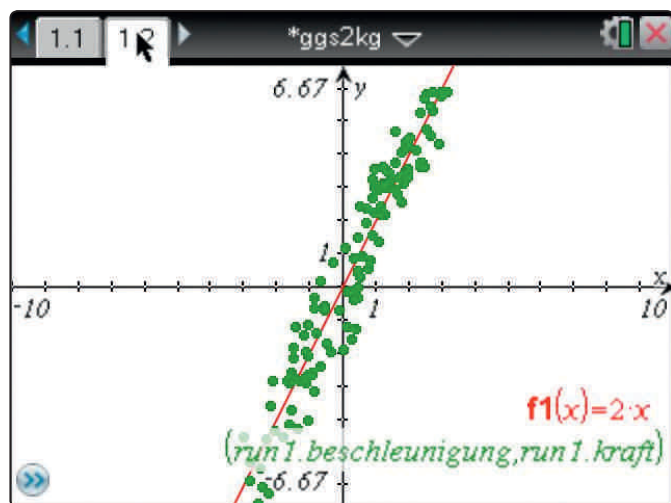 1.1 1.2 *ggs2kg
6.67 y
1 x
-10 1 10
f1(x)=2·x
(run1.beschleunigung,run1.kraft)
-6.67